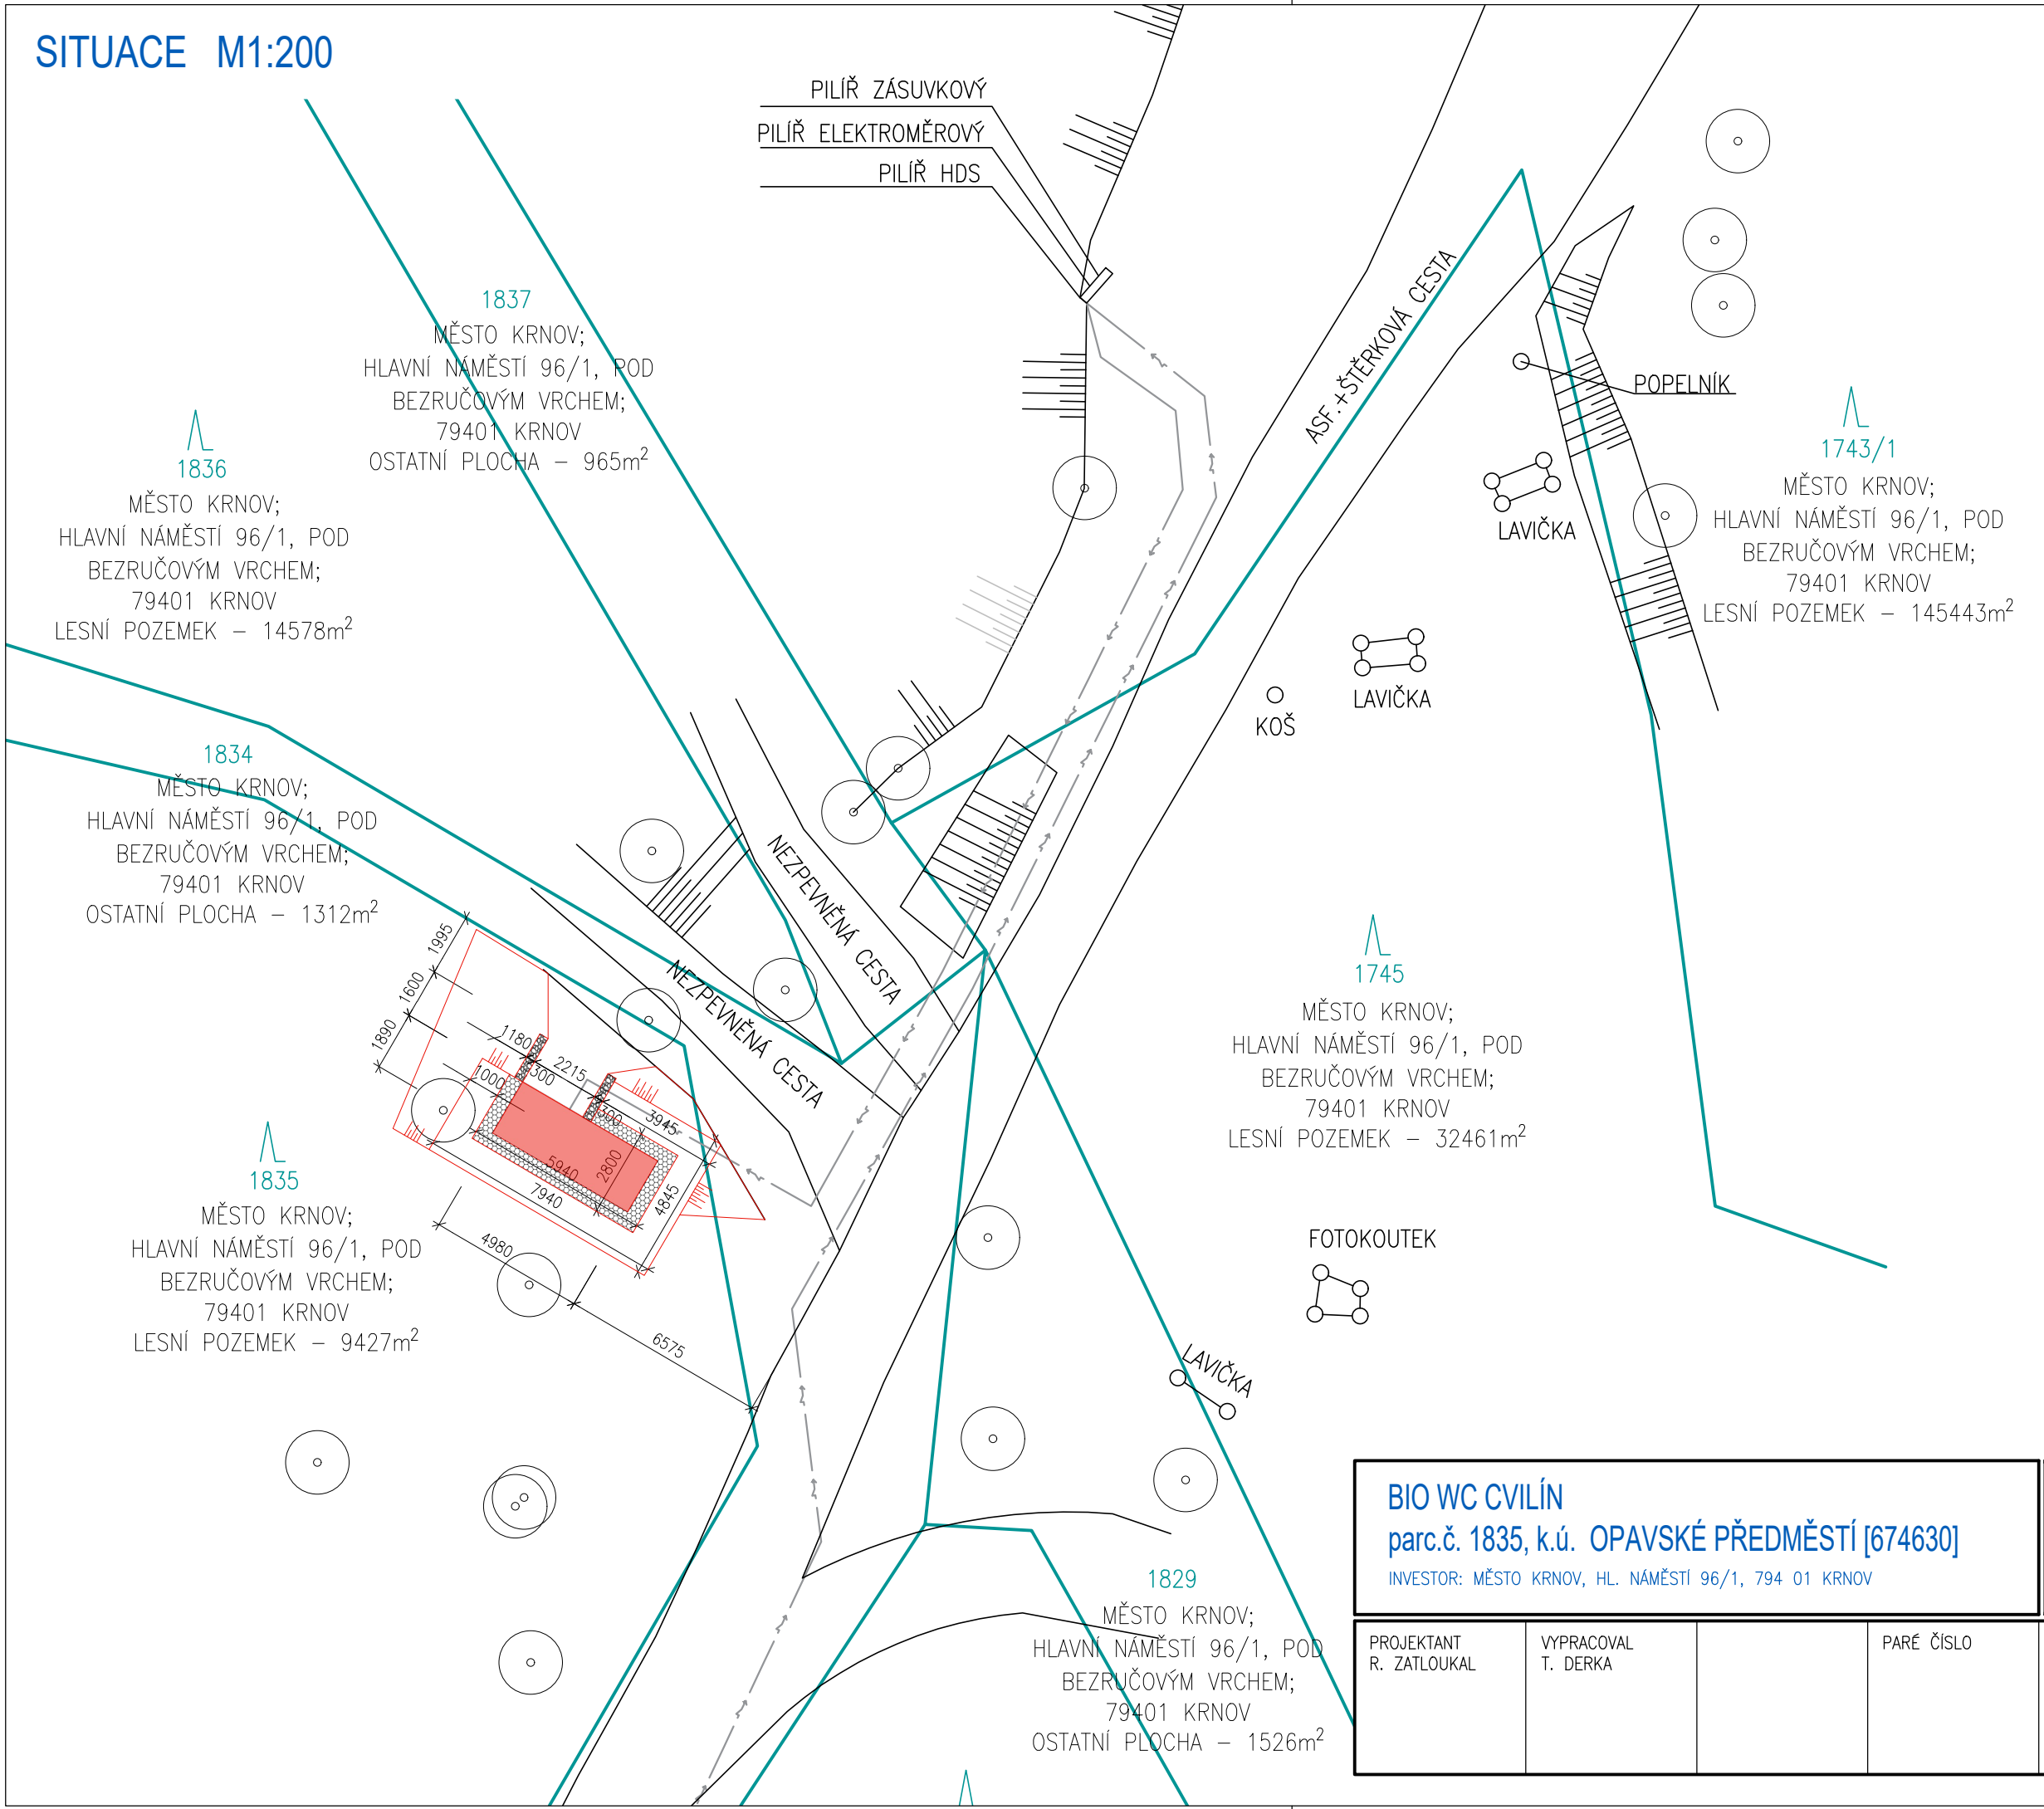 SITUACE M1:200
PILÍŘ ZÁSUVKOVÝ
PILÍŘ ELEKTROMĚROVÝ
PILÍŘ HDS
ASF.+ŠTĚRKOVÁ CESTA
POPELNÍK
LAVIČKA
1837
MĚSTO KRNOV;
HLAVNÍ NÁMĚSTÍ 96/1, POD
BEZRUČOVÝM VRCHEM;
79401 KRNOV
OSTATNÍ PLOCHA – 965m²
1836
MĚSTO KRNOV;
HLAVNÍ NÁMĚSTÍ 96/1, POD
BEZRUČOVÝM VRCHEM;
79401 KRNOV
LESNÍ POZEMEK – 14578m²
1743/1
MĚSTO KRNOV;
HLAVNÍ NÁMĚSTÍ 96/1, POD
BEZRUČOVÝM VRCHEM;
79401 KRNOV
LESNÍ POZEMEK – 145443m²
LAVIČKA
KOŠ
1834
MĚSTO KRNOV;
HLAVNÍ NÁMĚSTÍ 96/1, POD
BEZRUČOVÝM VRCHEM;
79401 KRNOV
OSTATNÍ PLOCHA – 1312m²
NEZPEVNĚNÁ CESTA
NEZPEVNĚNÁ CESTA
1995
1600
1890
1180
300
2215
1000
300
3945
5940
2800
7940
4845
4980
6575
1745
MĚSTO KRNOV;
HLAVNÍ NÁMĚSTÍ 96/1, POD
BEZRUČOVÝM VRCHEM;
79401 KRNOV
LESNÍ POZEMEK – 32461m²
1835
MĚSTO KRNOV;
HLAVNÍ NÁMĚSTÍ 96/1, POD
BEZRUČOVÝM VRCHEM;
79401 KRNOV
LESNÍ POZEMEK – 9427m²
FOTOKOUTEK
LAVIČKA
1829
MĚSTO KRNOV;
HLAVNÍ NÁMĚSTÍ 96/1, POD
BEZRUČOVÝM VRCHEM;
79401 KRNOV
OSTATNÍ PLOCHA – 1526m²
BIO WC CVILÍN
parc.č. 1835, k.ú. OPAVSKÉ PŘEDMĚSTÍ [674630]
INVESTOR: MĚSTO KRNOV, HL. NÁMĚSTÍ 96/1, 794 01 KRNOV
PROJEKTANT
R. ZATLOUKAL
VYPRACOVAL
T. DERKA
PARÉ ČÍSLO